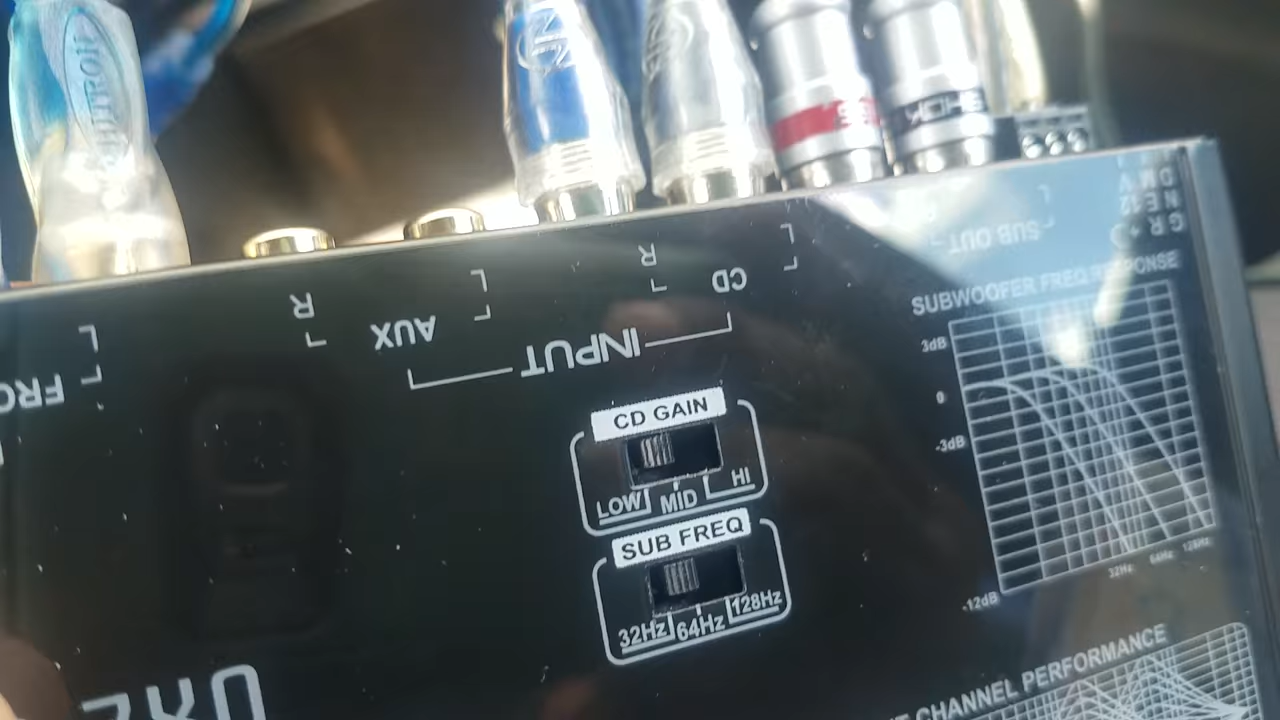 FRO
L
R
AUX
L
INPUT
R
CD
L
SUB OUT
L
SUBWOOFER FREQ RESPONSE
3dB
0
-3dB
-12dB
32Hz 64Hz 128Hz
CD GAIN
LOW MID HI
SUB FREQ
32Hz 64Hz 128Hz
CHANNEL PERFORMANCE